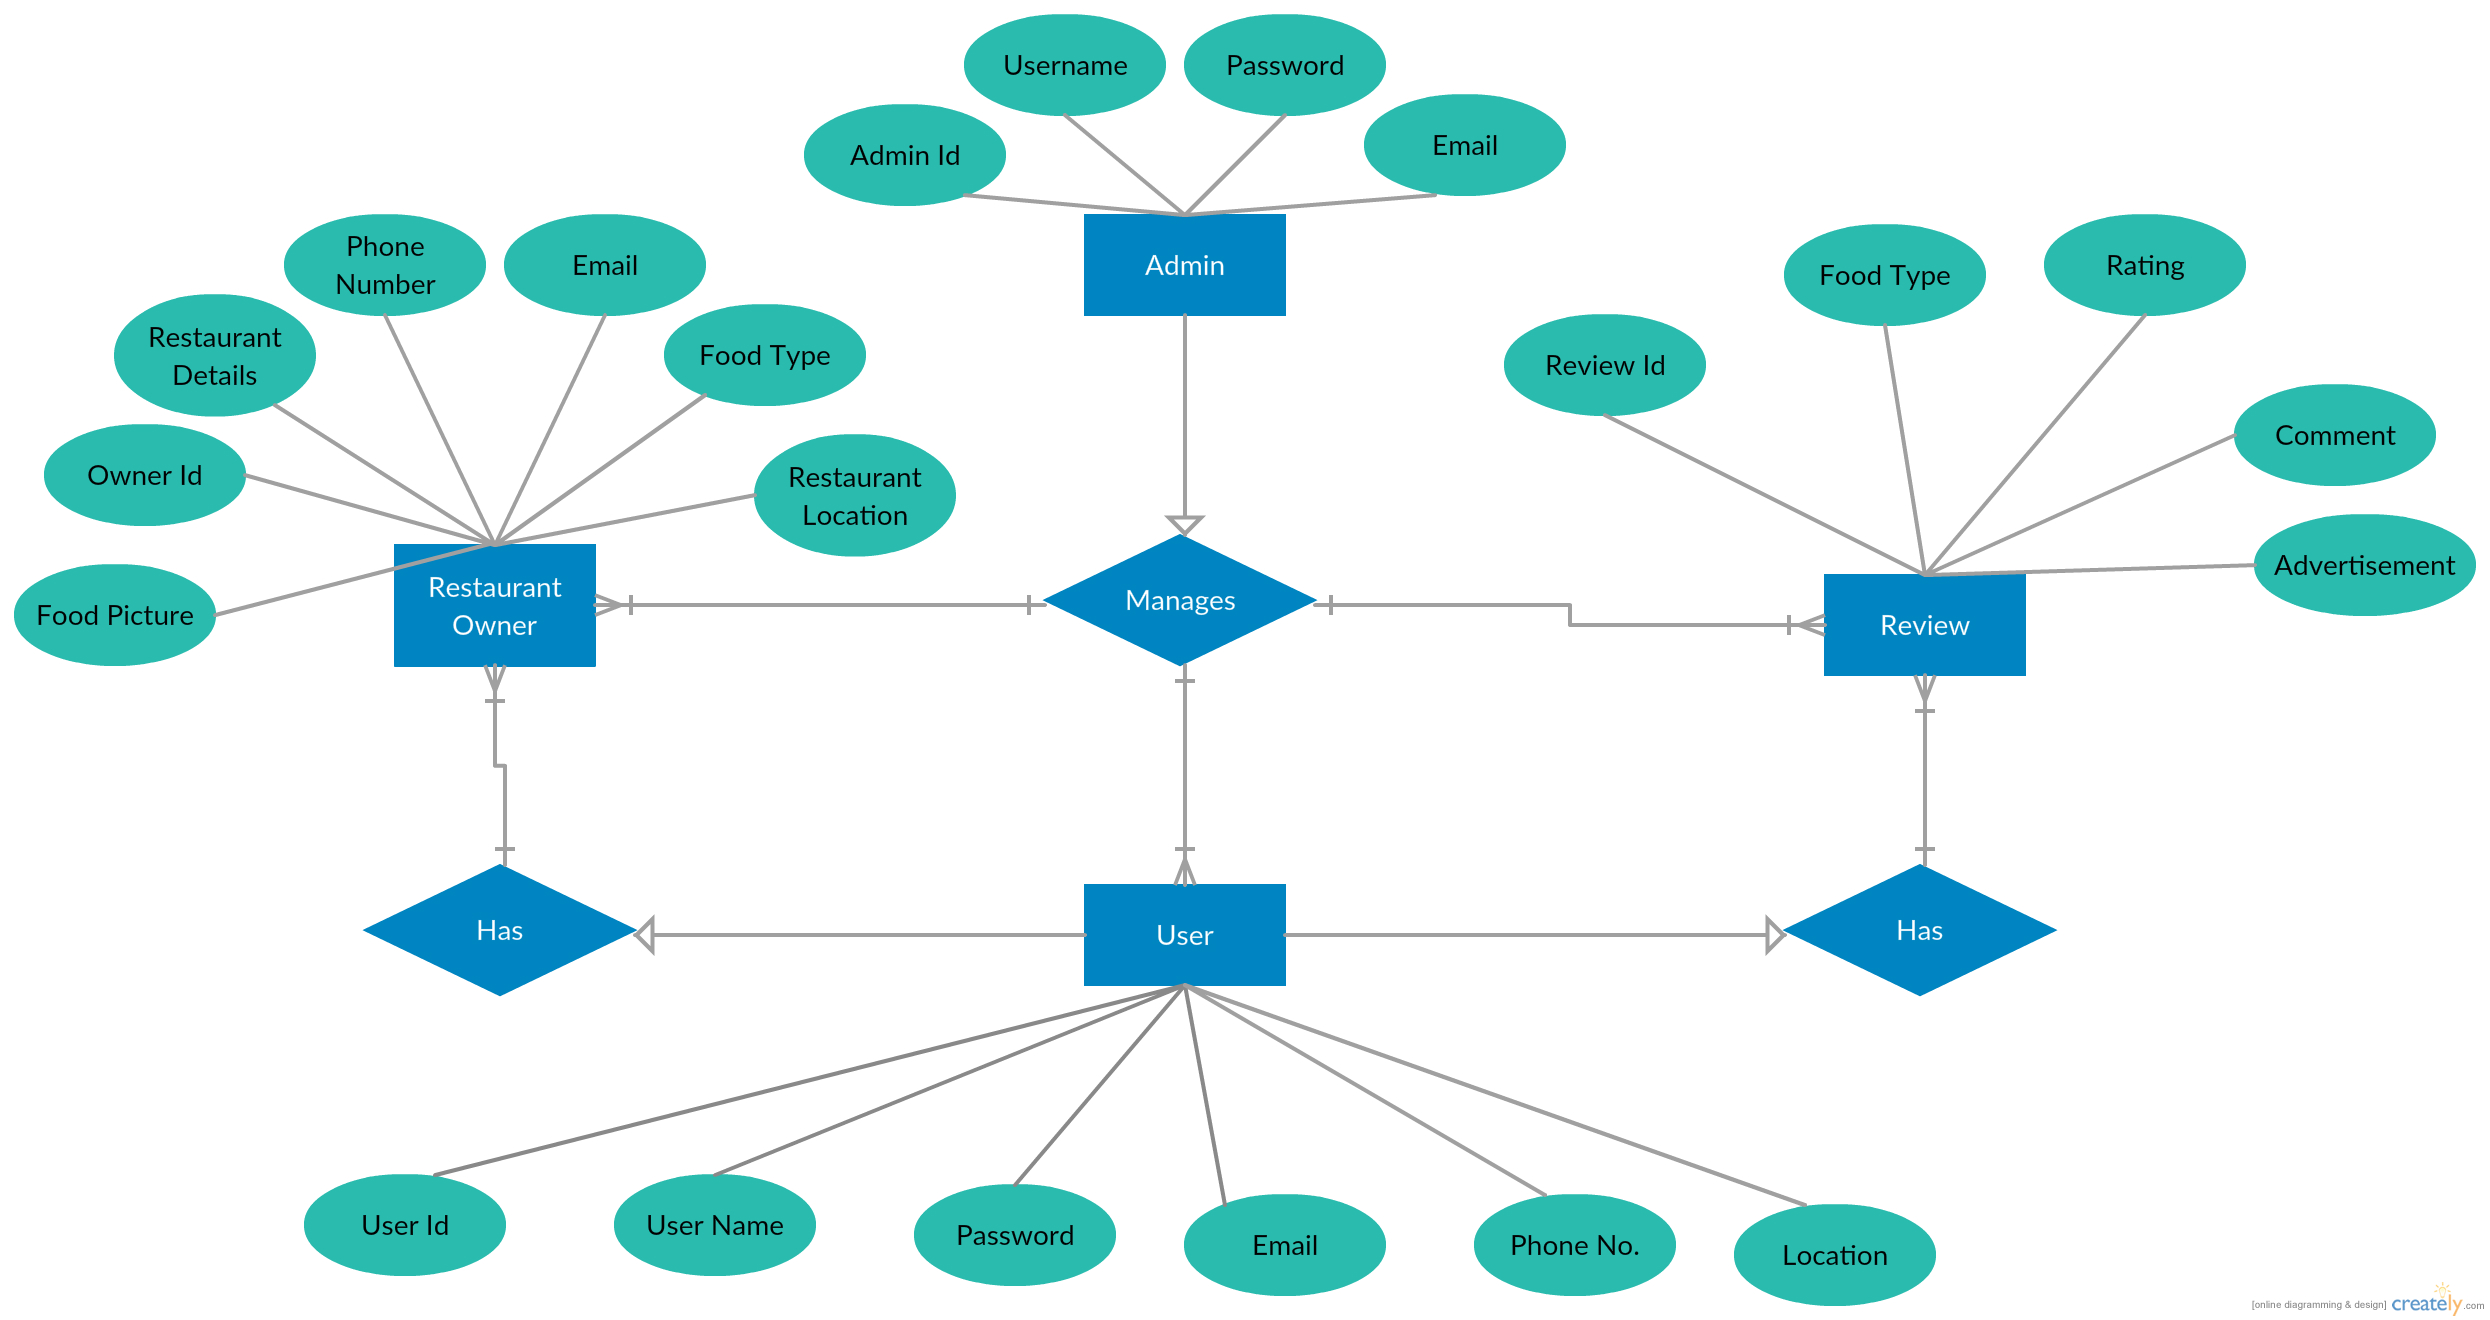 Username
Password
Admin Id
Email
Admin
Phone
Number
Email
Restaurant
Details
Food Type
Owner Id
Restaurant
Location
Food Picture
Restaurant
Owner
Manages
Food Type
Rating
Review Id
Comment
Advertisement
Review
Has
User
Has
User Id
User Name
Password
Email
Phone No.
Location
[online diagramming & design] creately.com